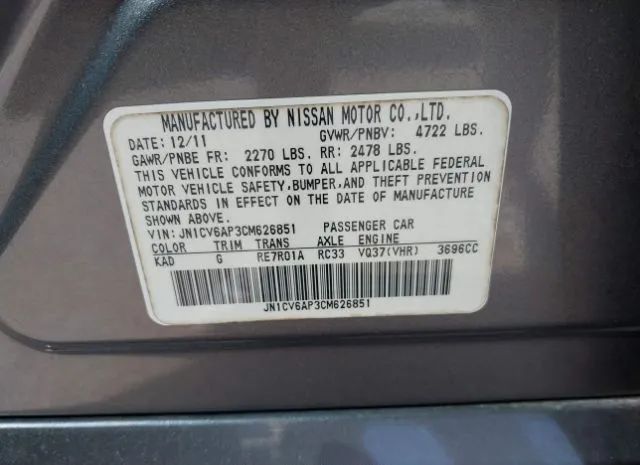 MANUFACTURED BY NISSAN MOTOR CO.,LTD.
DATE: 12/11 GVWR/PNBV: 4722 LBS.
GAWR/PNBE FR: 2270 LBS. RR: 2478 LBS.
THIS VEHICLE CONFORMS TO ALL APPLICABLE FEDERAL
MOTOR VEHICLE SAFETY,BUMPER,AND THEFT PREVENTION
STANDARDS IN EFFECT ON THE DATE OF MANUFACTURE
SHOWN ABOVE.
VIN: JN1CV6AP3CM626851 PASSENGER CAR
COLOR TRIM TRANS AXLE ENGINE
KAD G RE7R01A RC33 VQ37(VHR) 3696CC
JN1CV6AP3CM626851